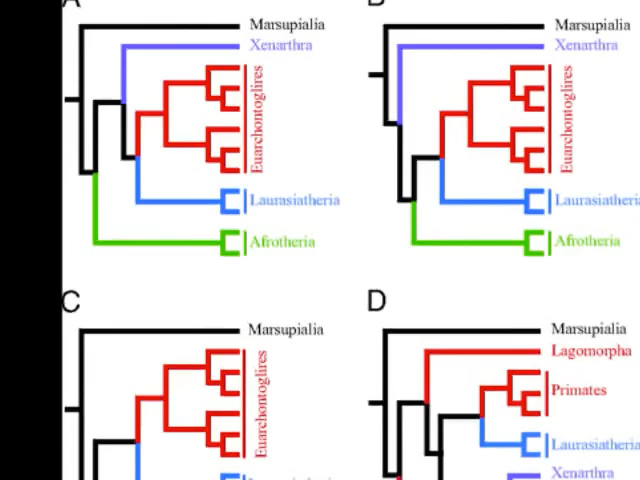 A
B
Marsupialia
Xenarthra
Euarchontoglires
Laurasiatheria
Afrotheria
Marsupialia
Xenarthra
Euarchontoglires
Laurasiatheria
Afrotheria
C
D
Marsupialia
Euarchontoglires
Marsupialia
Lagomorpha
Primates
Laurasiatheria
Xenarthra